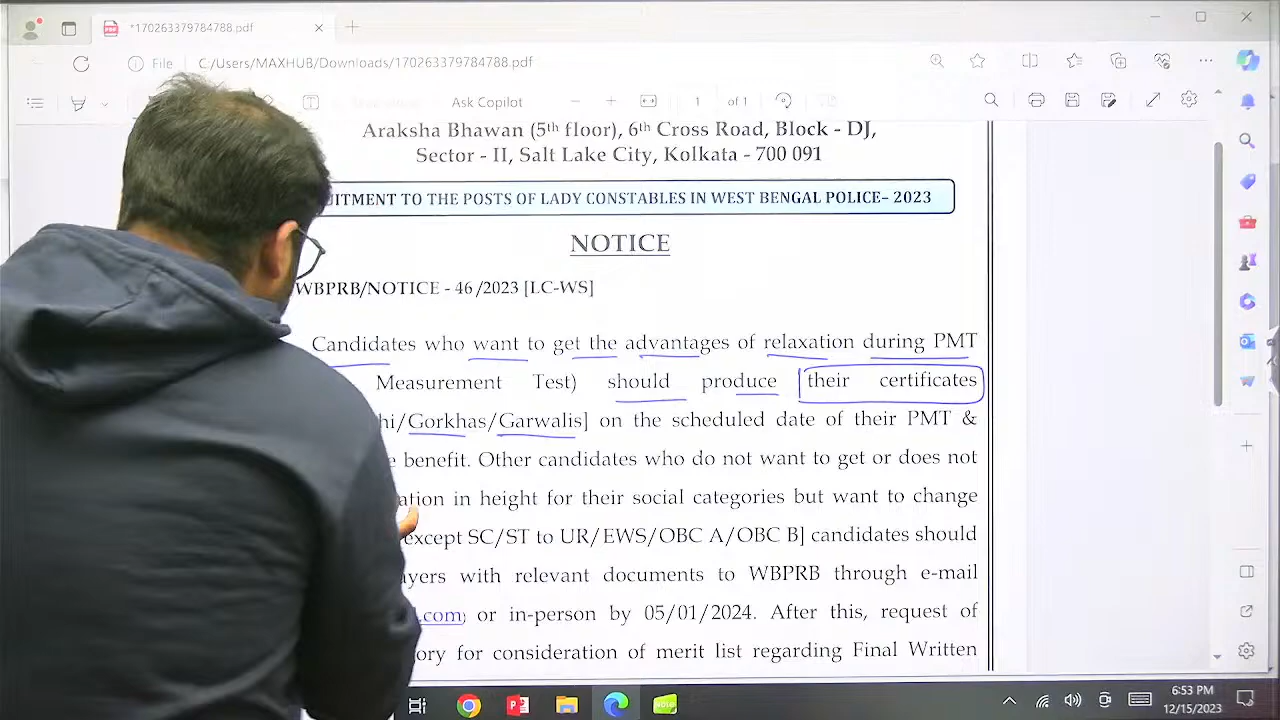 *170263379784788.pdf
File C:/Users/MAXHUB/Downloads/170263379784788.pdf
Ask Copilot
1 of 1
Araksha Bhawan (5th floor), 6th Cross Road, Block - DJ,
Sector - II, Salt Lake City, Kolkata - 700 091
UITMENT TO THE POSTS OF LADY CONSTABLES IN WEST BENGAL POLICE– 2023
NOTICE
WBPRB/NOTICE - 46/2023 [LC-WS]
Candidates who want to get the advantages of relaxation during PMT
Measurement Test) should produce their certificates
hi/Gorkhas/Garwalis] on the scheduled date of their PMT &
e benefit. Other candidates who do not want to get or does not
ation in height for their social categories but want to change
except SC/ST to UR/EWS/OBC A/OBC B] candidates should
ayers with relevant documents to WBPRB through e-mail
.com; or in-person by 05/01/2024. After this, request of
ory for consideration of merit list regarding Final Written
6:53 PM
12/15/2023